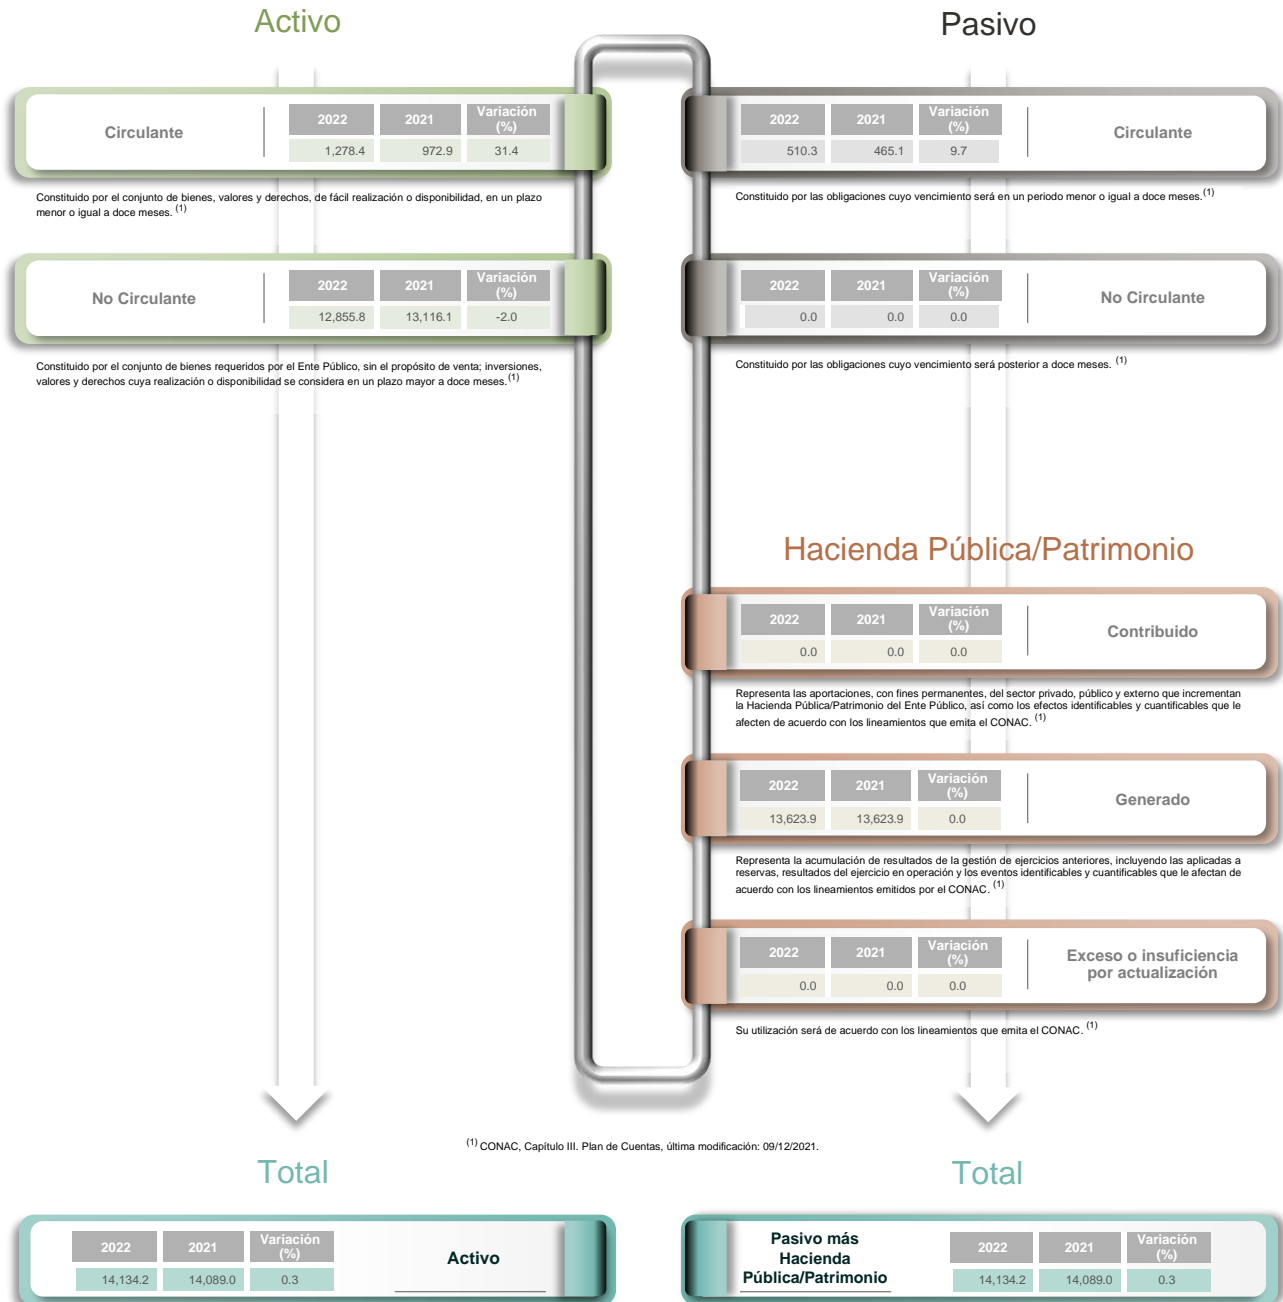 Activo
Circulante
2022 2021 Variación (%)
1,278.4 972.9 31.4
Constituido por el conjunto de bienes, valores y derechos, de fácil realización o disponibilidad, en un plazo
menor o igual a doce meses. (1)
No Circulante
2022 2021 Variación (%)
12,855.8 13,116.1 -2.0
Constituido por el conjunto de bienes requeridos por el Ente Público, sin el propósito de venta; inversiones,
valores y derechos cuya realización o disponibilidad se considera en un plazo mayor a doce meses.(1)
Pasivo
2022 2021 Variación (%)
510.3 465.1 9.7
Circulante
Constituido por las obligaciones cuyo vencimiento será en un periodo menor o igual a doce meses.(1)
2022 2021 Variación (%)
0.0 0.0 0.0
No Circulante
Constituido por las obligaciones cuyo vencimiento será posterior a doce meses. (1)
Hacienda Pública/Patrimonio
2022 2021 Variación (%)
0.0 0.0 0.0
Contribuido
Representa las aportaciones, con fines permanentes, del sector privado, público y externo que incrementan
la Hacienda Pública/Patrimonio del Ente Público, así como los efectos identificables y cuantificables que le
afecten de acuerdo con los lineamientos que emita el CONAC. (1)
2022 2021 Variación (%)
13,623.9 13,623.9 0.0
Generado
Representa la acumulación de resultados de la gestión de ejercicios anteriores, incluyendo las aplicadas a
reservas, resultados del ejercicio en operación y los eventos identificables y cuantificables que le afectan de
acuerdo con los lineamientos emitidos por el CONAC. (1)
2022 2021 Variación (%)
0.0 0.0 0.0
Exceso o insuficiencia
por actualización
Su utilización será de acuerdo con los lineamientos que emita el CONAC. (1)
(1) CONAC, Capítulo III. Plan de Cuentas, última modificación: 09/12/2021.
Total
2022 2021 Variación (%)
14,134.2 14,089.0 0.3
Activo
Total
Pasivo más
Hacienda
Pública/Patrimonio
2022 2021 Variación (%)
14,134.2 14,089.0 0.3